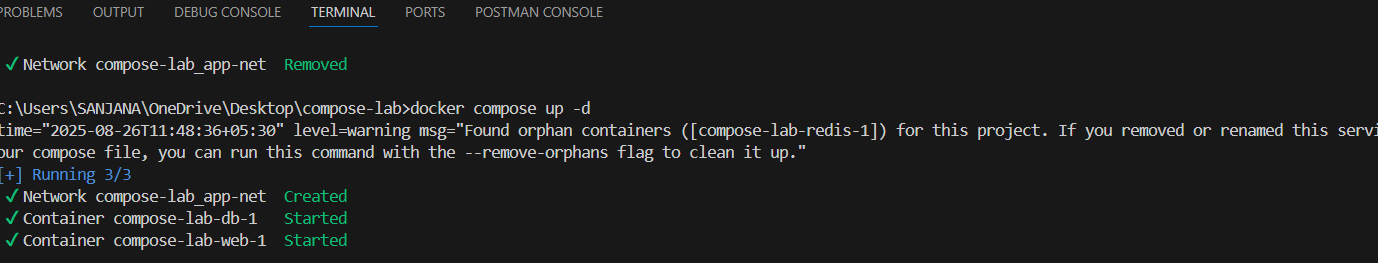 PROBLEMS OUTPUT DEBUG CONSOLE TERMINAL PORTS POSTMAN CONSOLE
✓ Network compose-lab_app-net Removed
C:\Users\SANJANA\OneDrive\Desktop\compose-lab>docker compose up -d
time="2025-08-26T11:48:36+05:30" level=warning msg="Found orphan containers ([compose-lab-redis-1]) for this project. If you removed or renamed this servi
our compose file, you can run this command with the --remove-orphans flag to clean it up."
[+] Running 3/3
✓ Network compose-lab_app-net Created
✓ Container compose-lab-db-1 Started
✓ Container compose-lab-web-1 Started